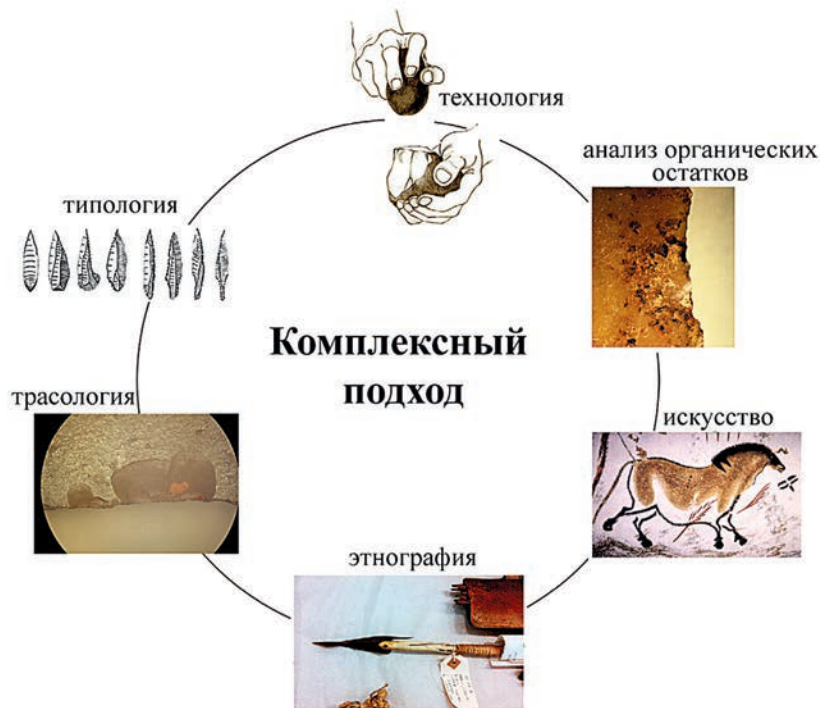 технология
анализ органических
остатков
типология
Комплексный
подход
трасология
искусство
этнография